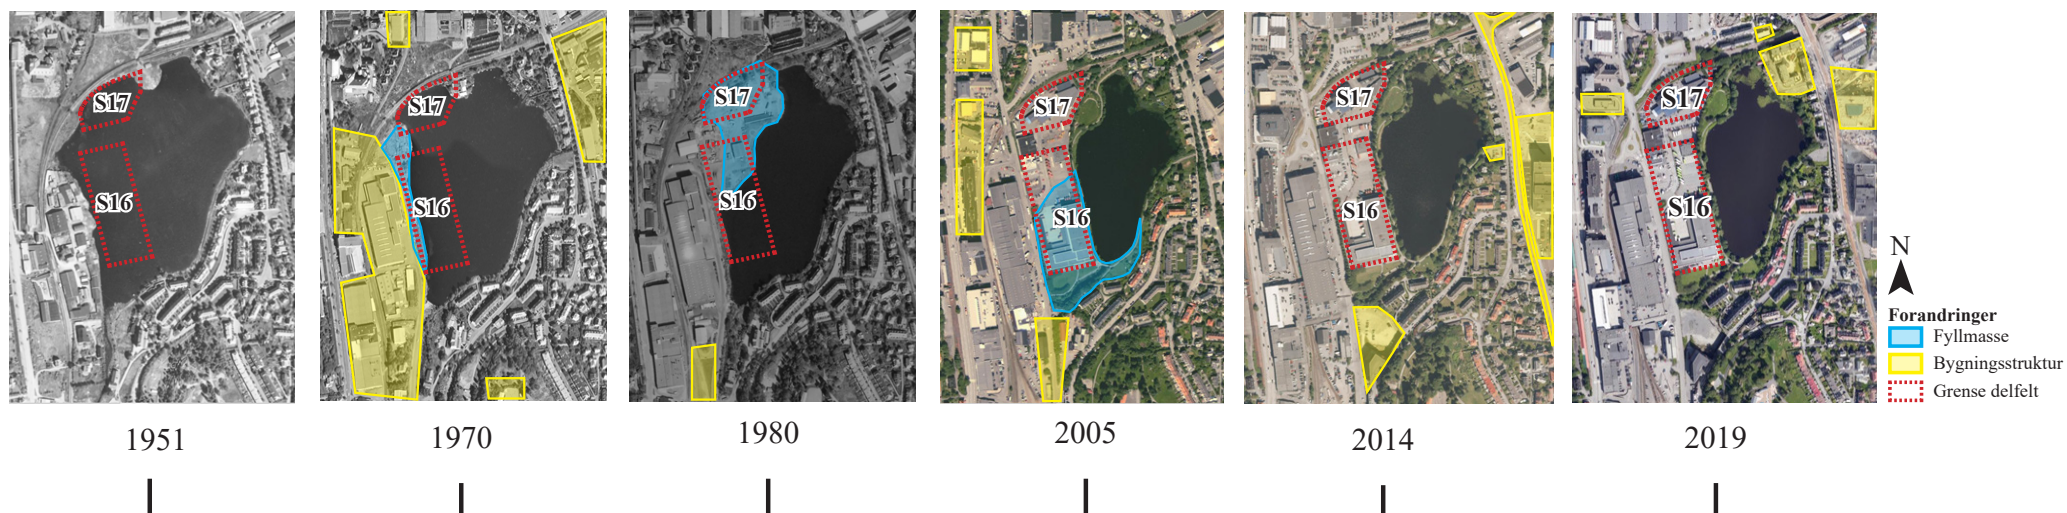 S17
S16
S17
S16
S17
S16
S17
S16
S17
S16
S17
S16
N
Forandringer
Fyllmasse
Bygningsstruktur
Grense delfelt
1951
1970
1980
2005
2014
2019